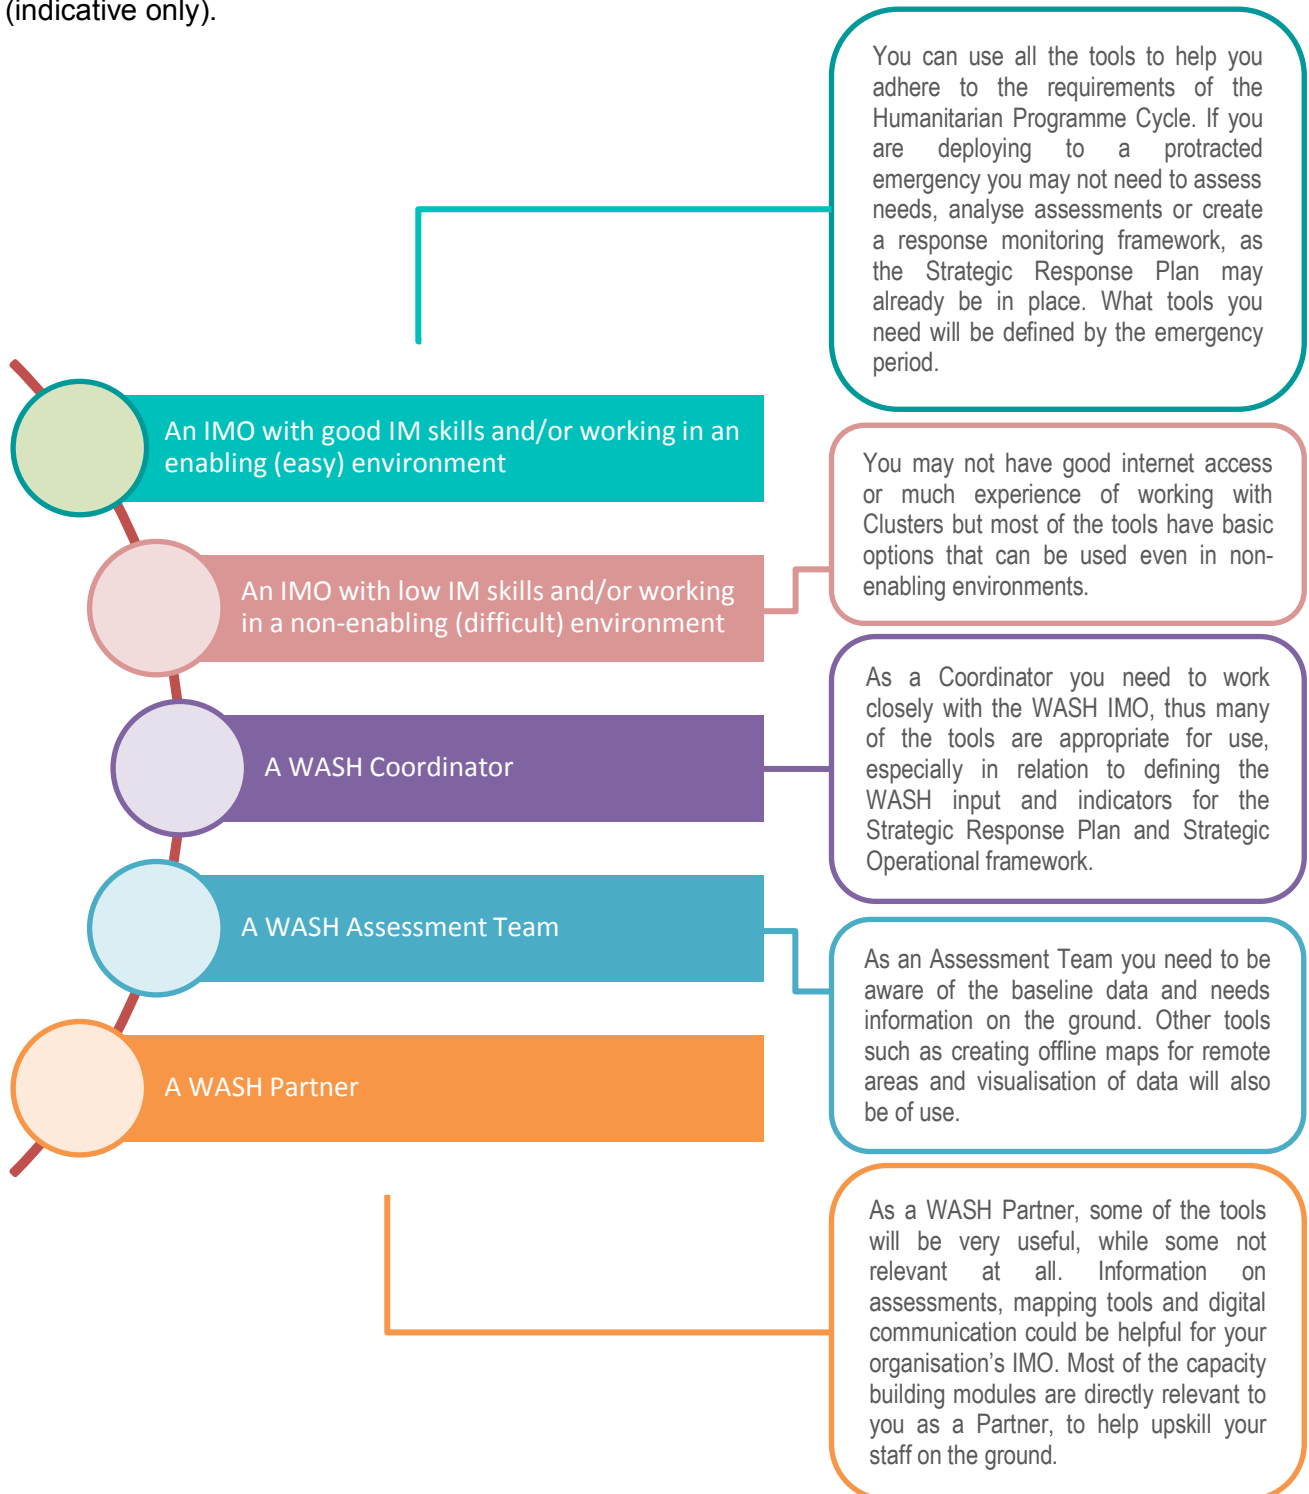 (indicative only).
You can use all the tools to help you
adhere to the requirements of the
Humanitarian Programme Cycle. If you
are deploying to a protracted
emergency you may not need to assess
needs, analyse assessments or create
a response monitoring framework, as
the Strategic Response Plan may
already be in place. What tools you
need will be defined by the emergency
period.
An IMO with good IM skills and/or working in an
enabling (easy) environment
You may not have good internet access
or much experience of working with
Clusters but most of the tools have basic
options that can be used even in non-
enabling environments.
An IMO with low IM skills and/or working
in a non-enabling (difficult) environment
As a Coordinator you need to work
closely with the WASH IMO, thus many
of the tools are appropriate for use,
especially in relation to defining the
WASH input and indicators for the
Strategic Response Plan and Strategic
Operational framework.
A WASH Coordinator
A WASH Assessment Team
As an Assessment Team you need to be
aware of the baseline data and needs
information on the ground. Other tools
such as creating offline maps for remote
areas and visualisation of data will also
be of use.
A WASH Partner
As a WASH Partner, some of the tools
will be very useful, while some not
relevant at all. Information on
assessments, mapping tools and digital
communication could be helpful for your
organisation’s IMO. Most of the capacity
building modules are directly relevant to
you as a Partner, to help upskill your
staff on the ground.